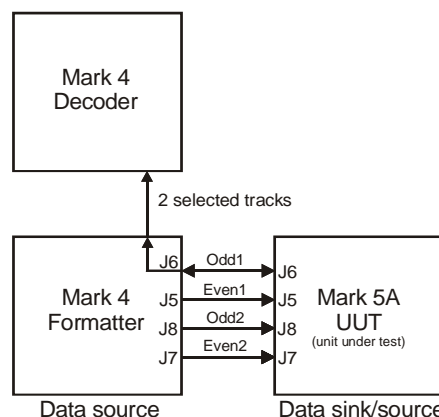 Mark 4
Decoder
2 selected tracks
J6
Odd1
J6
Mark 4
Formatter
J5
Even1
J5
Mark 5A
UUT
(unit under test)
J8
Odd2
J8
J7
Even2
J7
Data source
Data sink/source